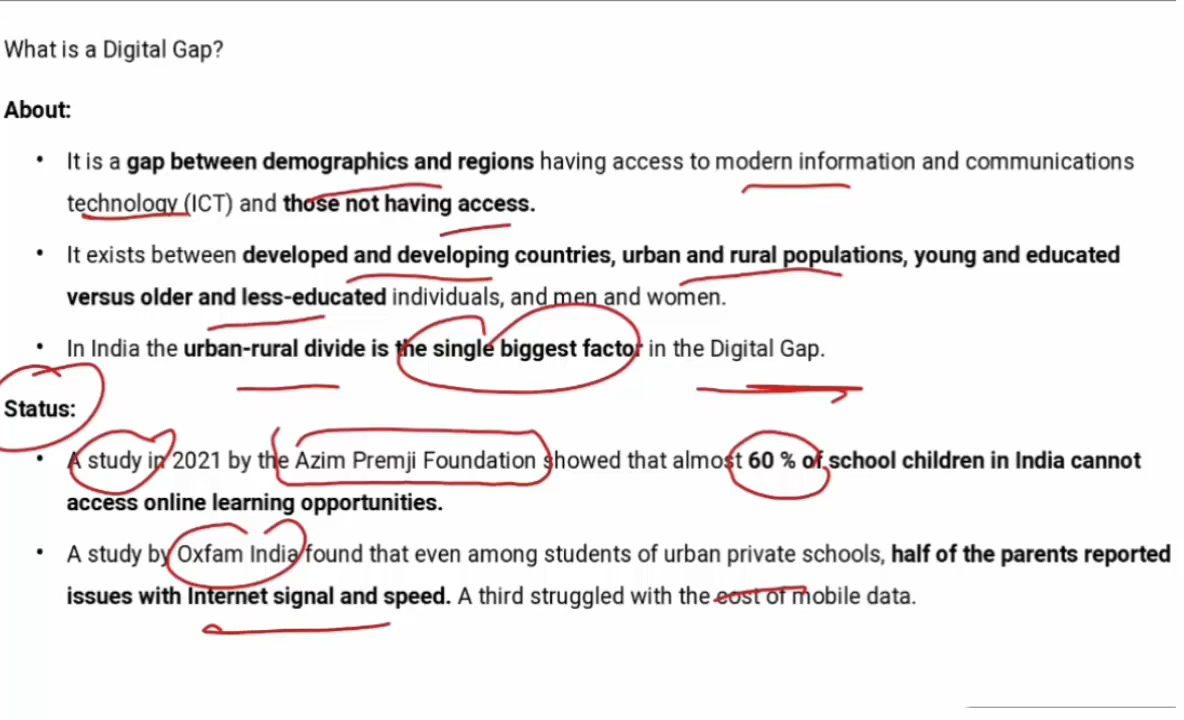 What is a Digital Gap?
About:
• It is a gap between demographics and regions having access to modern information and communications
technology (ICT) and those not having access.
• It exists between developed and developing countries, urban and rural populations, young and educated
versus older and less-educated individuals, and men and women.
• In India the urban-rural divide is the single biggest factor in the Digital Gap.
Status:
• A study in 2021 by the Azim Premji Foundation showed that almost 60 % of school children in India cannot
access online learning opportunities.
• A study by Oxfam India found that even among students of urban private schools, half of the parents reported
issues with Internet signal and speed. A third struggled with the cost of mobile data.